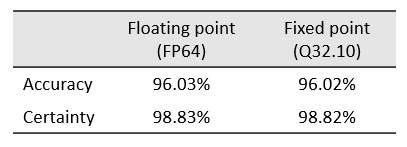 Floating point Fixed point
(FP64) (Q32.10)
Accuracy 96.03% 96.02%
Certainty 98.83% 98.82%